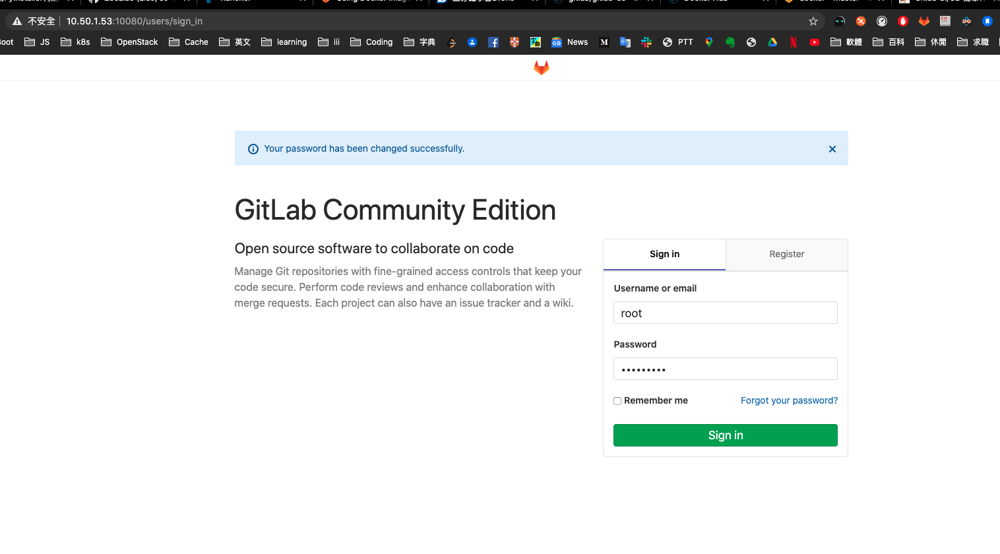 不安全 10.50.1.53:10080/users/sign_in
Boot JS k8s OpenStack Cache 英文 learning iii Coding 字典 News M PTT 軟體 百科 休閒 求職
Your password has been changed successfully.
GitLab Community Edition
Open source software to collaborate on code
Manage Git repositories with fine-grained access controls that keep your
code secure. Perform code reviews and enhance collaboration with
merge requests. Each project can also have an issue tracker and a wiki.
Sign in Register
Username or email
root
Password
•••••••••
Remember me Forgot your password?
Sign in